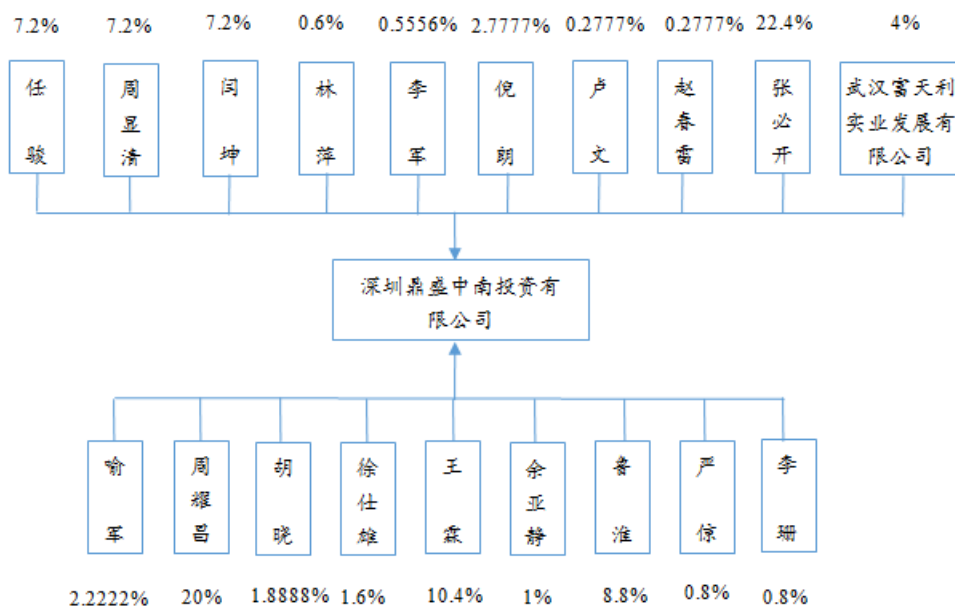 7.2% 7.2% 7.2% 0.6% 0.5556% 2.7777% 0.2777% 0.2777% 22.4% 4%
任骏
周显清
闫坤
林萍
李军
倪朗
卢文
赵春雷
张必开
武汉富天利
实业发展有
限公司
深圳鼎盛中南投资有
限公司
喻军
周耀昌
胡晓
徐仕雄
王霖
余亚静
鲁淮
严惊
李珊
2.2222% 20% 1.8888% 1.6% 10.4% 1% 8.8% 0.8% 0.8%